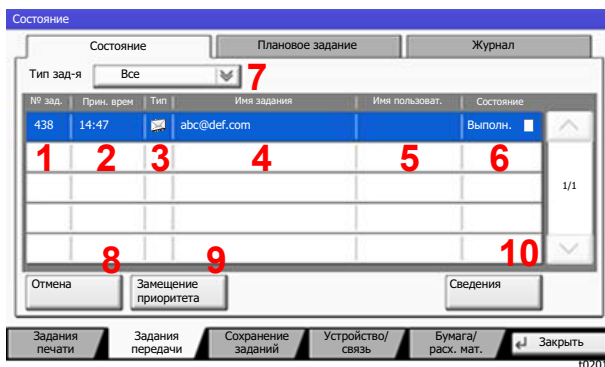 Состояние
Состояние Плановое задание Журнал
Тип зад-я Все 7
№ зад. Прин. врем Тип Имя задания Имя пользоват. Состояние
438 14:47 abc@def.com Выполн.
1 2 3 4 5 6
1/1
8 9 10
Отмена Замещение приоритета Сведения
Задания печати Задания передачи Сохранение заданий Устройство/связь Бумага/расх. мат. Закрыть